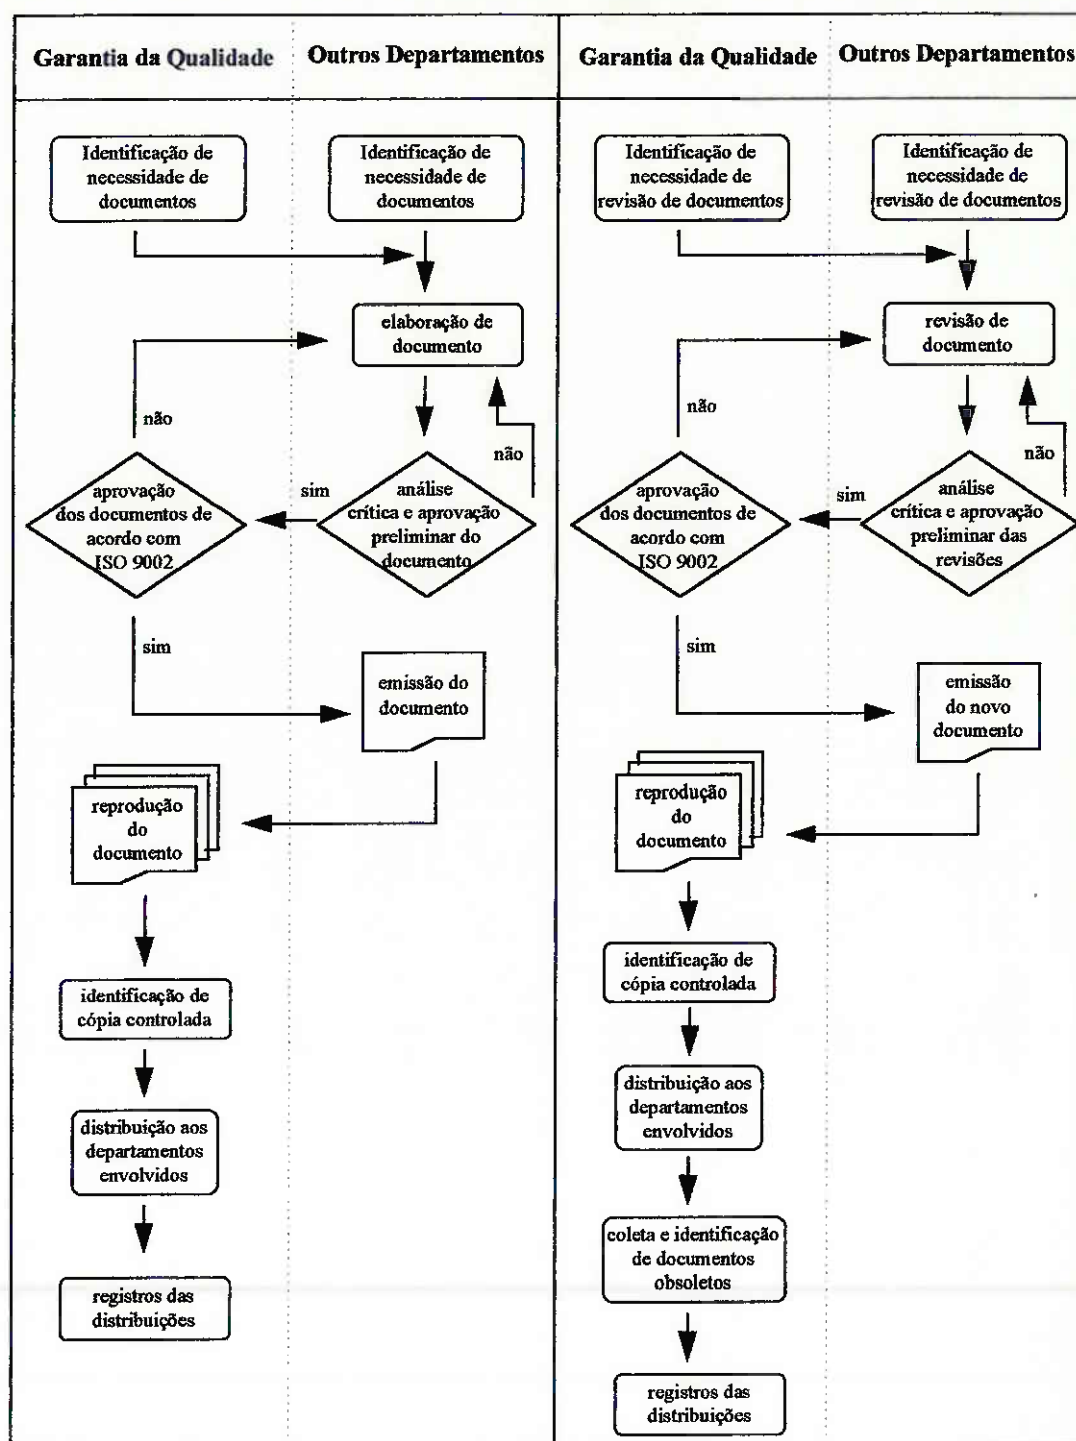 Garantia da Qualidade
Outros Departamentos
Identificação de
necessidade de
documentos
Identificação de
necessidade de
documentos
elaboração de
documento
não
não
aprovação
dos documentos de
acordo com
ISO 9002
sim
análise
crítica e aprovação
preliminar do
documento
sim
emissão do
documento
reprodução
do
documento
identificação de
cópia controlada
distribuição aos
departamentos
envolvidos
registros das
distribuições
Garantia da Qualidade
Outros Departamentos
Identificação de
necessidade de
revisão de documentos
Identificação de
necessidade de
revisão de documentos
revisão de
documento
não
não
aprovação
dos documentos de
acordo com
ISO 9002
sim
análise
crítica e aprovação
preliminar das
revisões
sim
emissão
do novo
documento
reprodução
do
documento
identificação de
cópia controlada
distribuição aos
departamentos
envolvidos
coleta e identificação
de documentos
obsoletos
registros das
distribuições